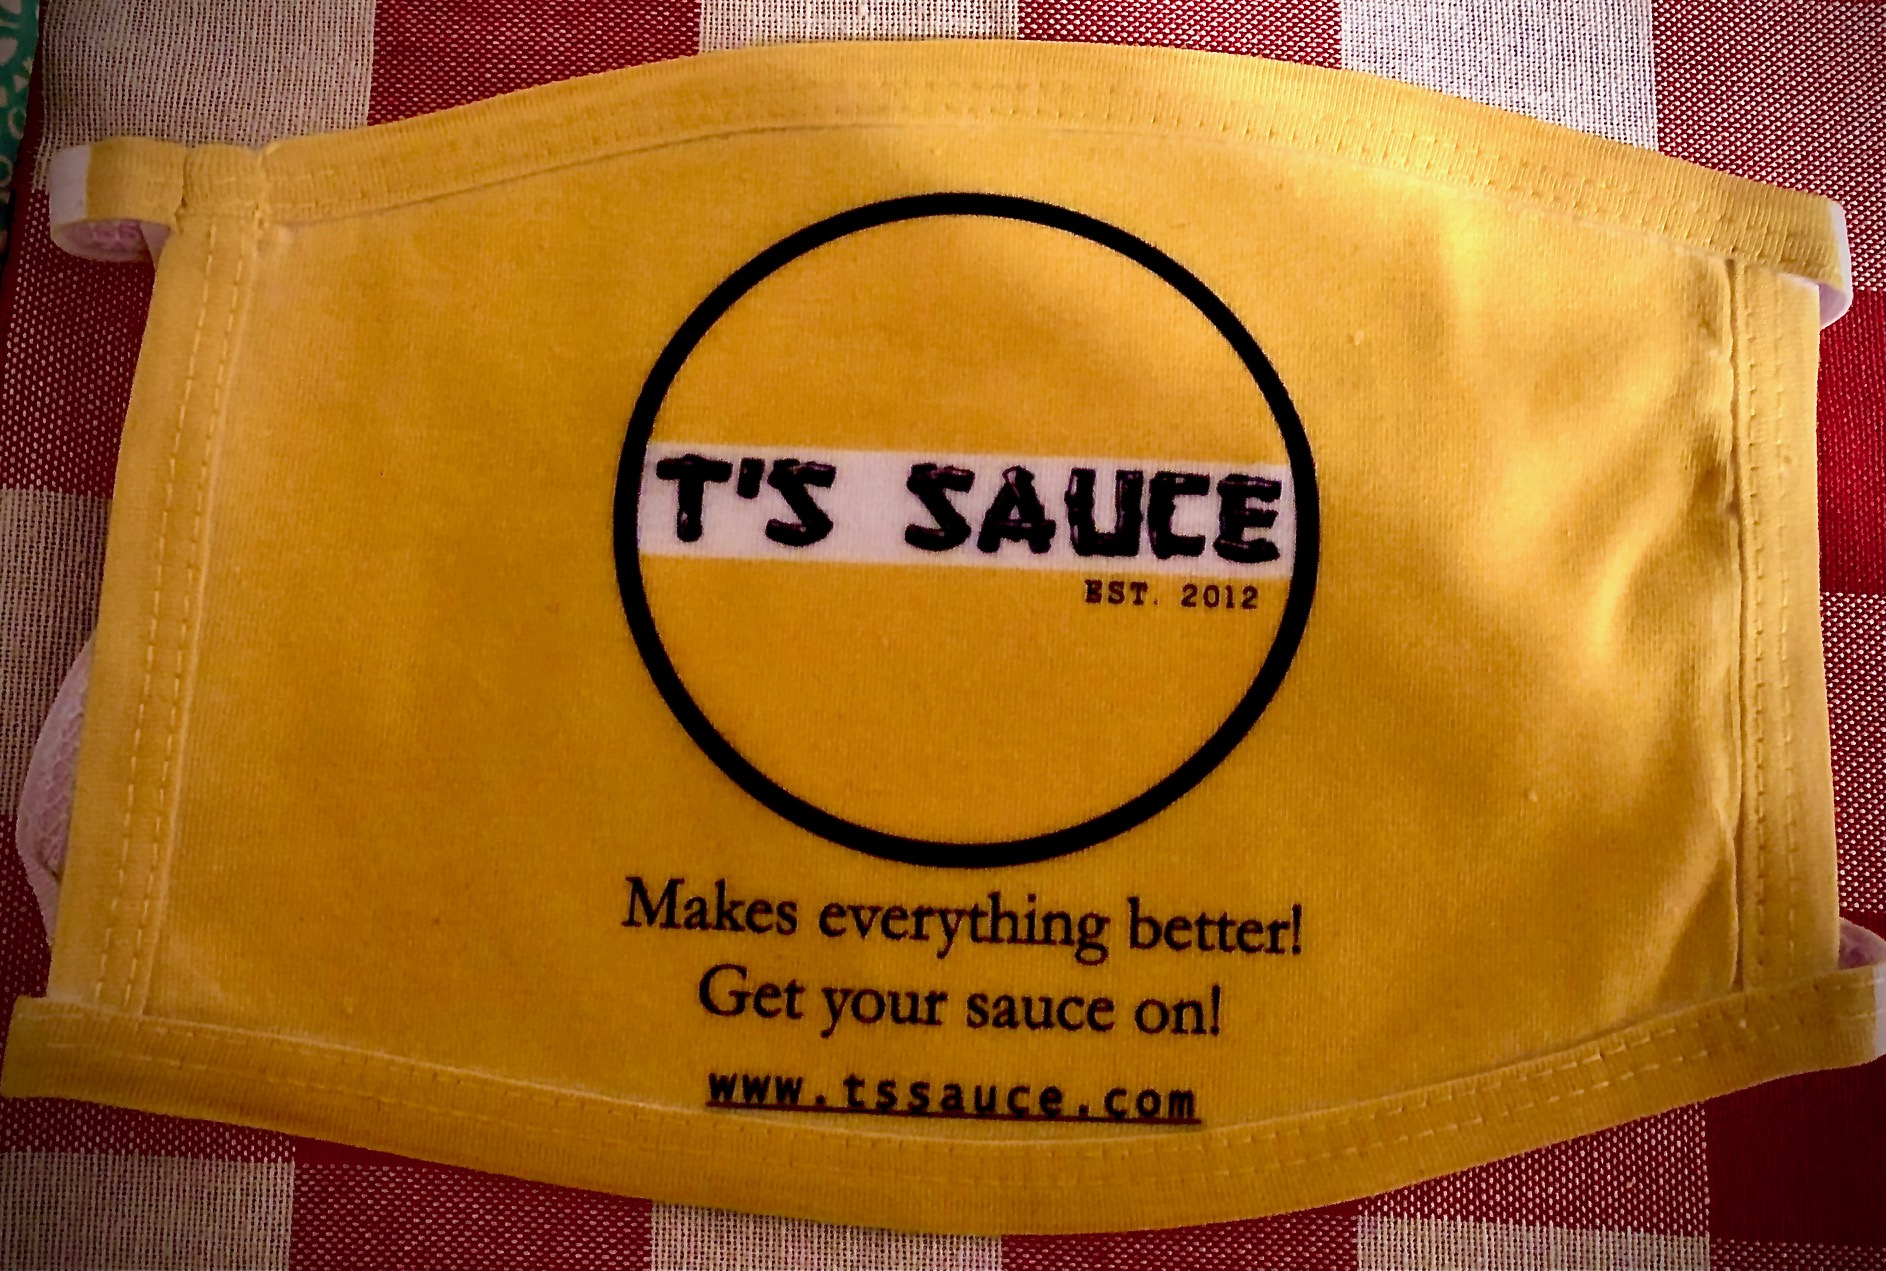 T'S SAUCE
EST. 2012
Makes everything better!
Get your sauce on!
www.tssauce.com